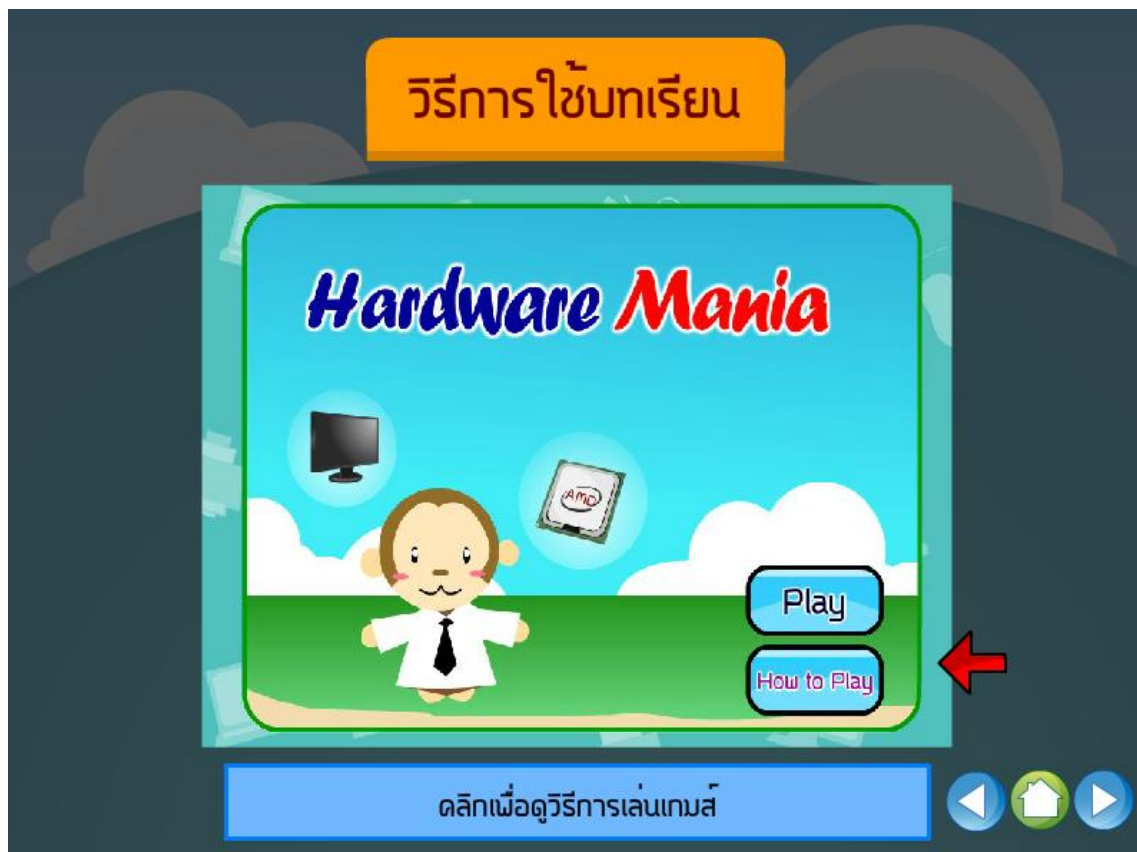 วิธีการใช้บทเรียน
Hardware Mania
AMD
Play
How to Play
คลิกเพื่อดูวิธีการเล่นเกมส์